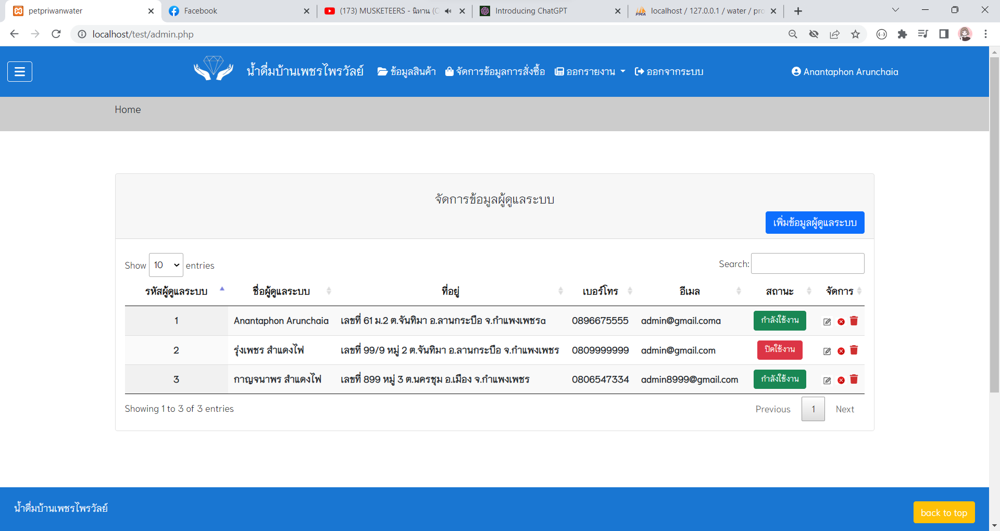 petpriwanwater
Facebook
(173) MUSKETEERS - นิทาน
Introducing ChatGPT
localhost / 127.0.0.1 / water / pro
localhost/test/admin.php
น้ำดื่มบ้านเพชรไพรวัลย์
ข้อมูลสินค้า
จัดการข้อมูลการสั่งซื้อ
ออกรายงาน
ออกจากระบบ
Anantaphon Arunchaia
Home
จัดการข้อมูลผู้ดูแลระบบ
เพิ่มข้อมูลผู้ดูแลระบบ
Show 10 entries
Search:
รหัสผู้ดูแลระบบ ชื่อผู้ดูแลระบบ ที่อยู่ เบอร์โทร อีเมล สถานะ จัดการ
1 Anantaphon Arunchaia เลขที่ 61 ม.2 ต.จันทิมา อ.ลานกระบือ จ.กำแพงเพชรa 0896675555 admin@gmail.coma กำลังใช้งาน
2 รุ่งเพชร สำแดงไฟ เลขที่ 99/9 หมู่ 2 ต.จันทิมา อ.ลานกระบือ จ.กำแพงเพชร 0809999999 admin@gmail.com ปิดใช้งาน
3 กาญจนาพร สำแดงไฟ เลขที่ 899 หมู่ 3 ต.นครชุม อ.เมือง จ.กำแพงเพชร 0806547334 admin8999@gmail.com กำลังใช้งาน
Showing 1 to 3 of 3 entries
Previous 1 Next
น้ำดื่มบ้านเพชรไพรวัลย์
back to top